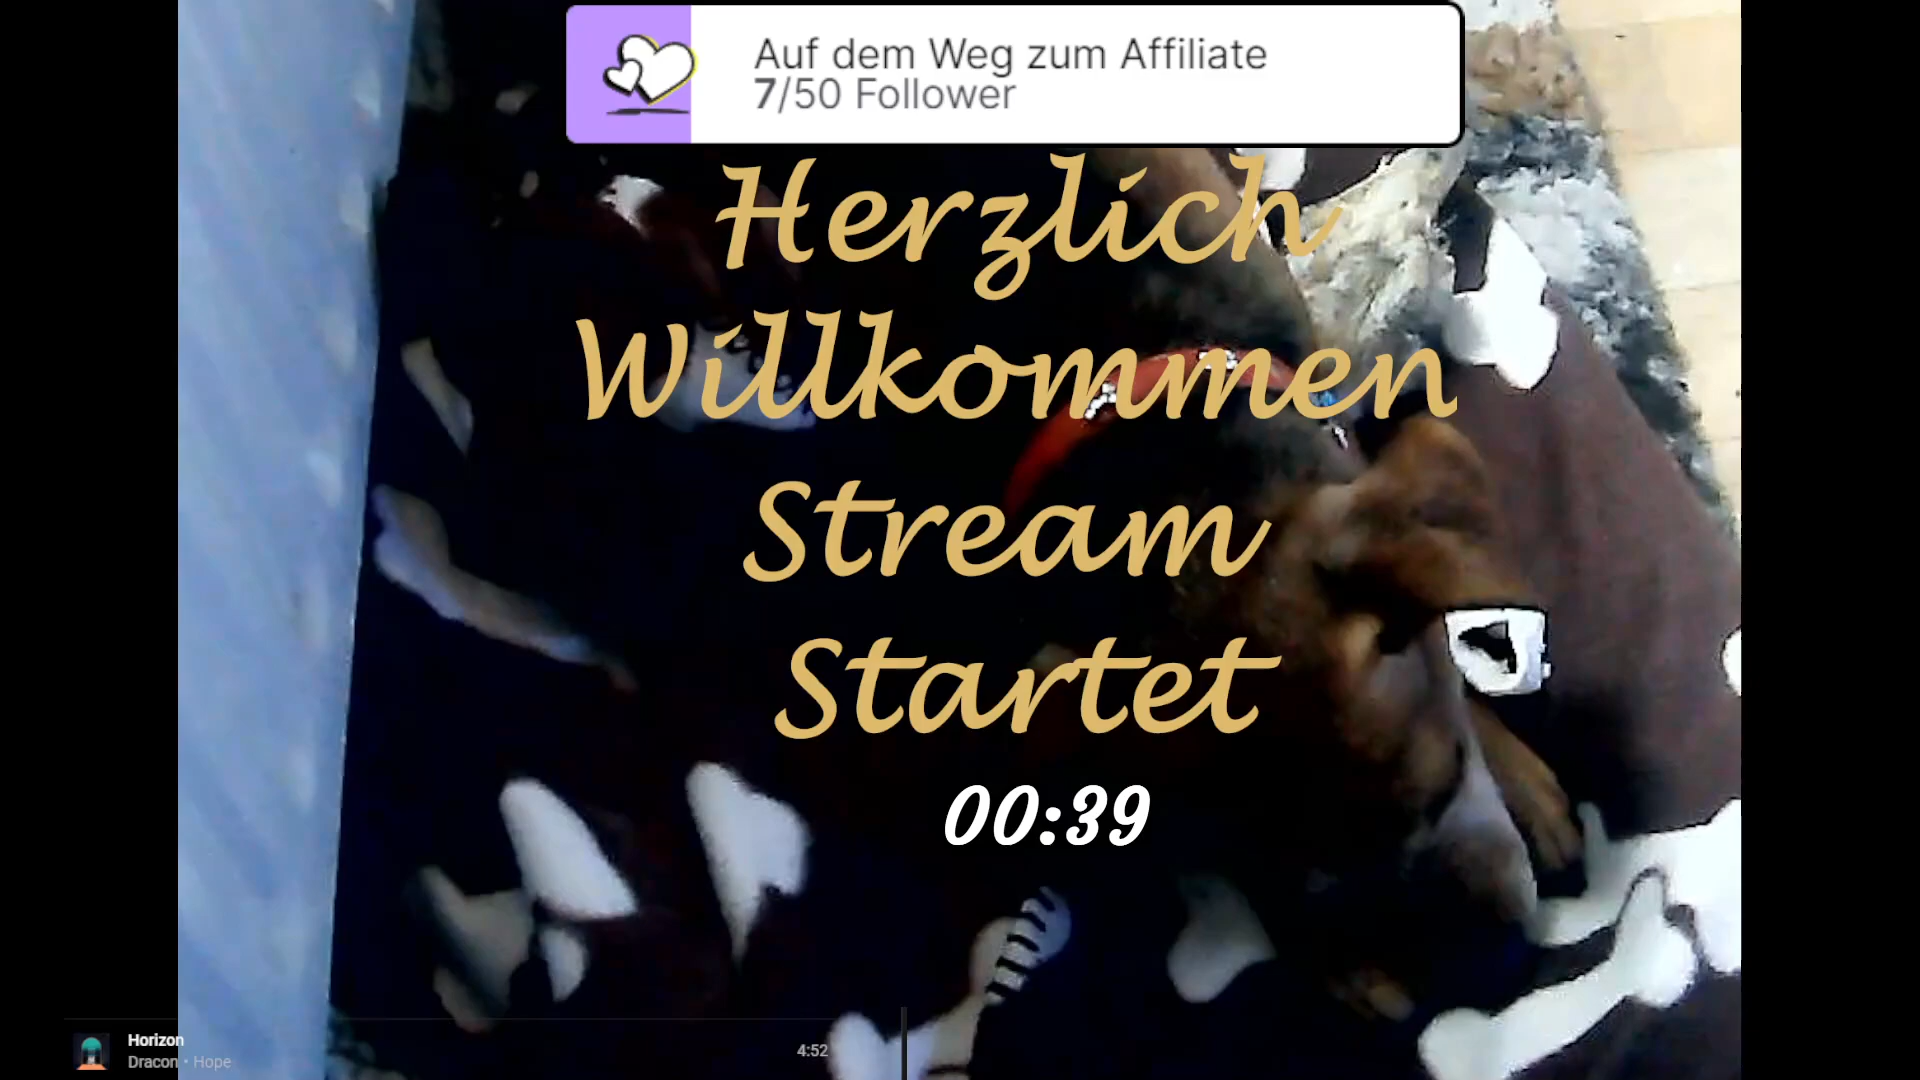 Auf dem Weg zum Affiliate
7/50 Follower
Herzlich
Willkommen
Stream
Startet
00:39
Horizon
Dracon • Hope
4:52